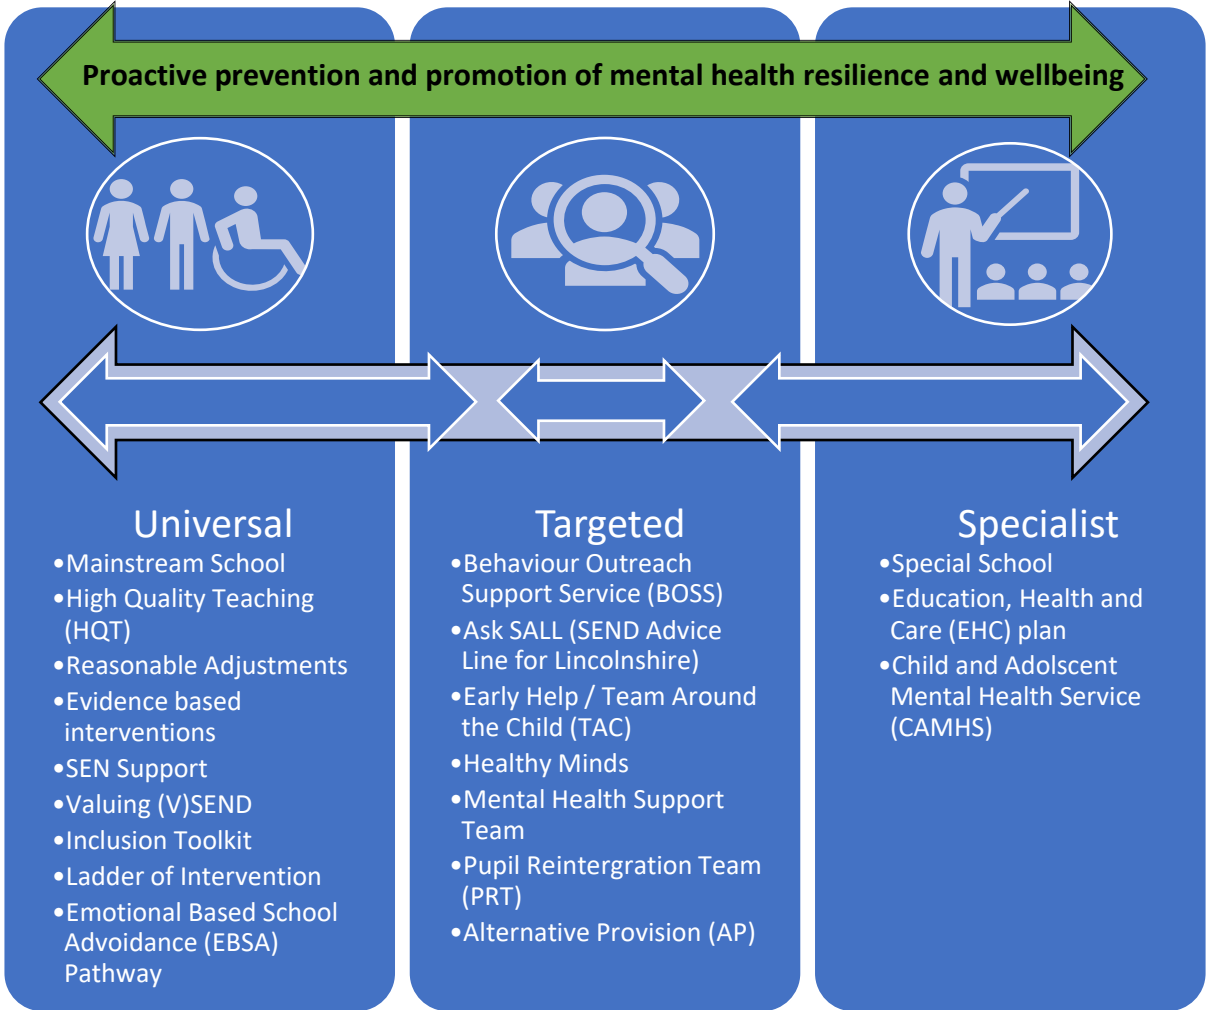 Proactive prevention and promotion of mental health resilience and wellbeing
Universal
•Mainstream School
•High Quality Teaching
(HQT)
•Reasonable Adjustments
•Evidence based
interventions
•SEN Support
•Valuing (V)SEND
•Inclusion Toolkit
•Ladder of Intervention
•Emotional Based School
Advoidance (EBSA)
Pathway
Targeted
•Behaviour Outreach
Support Service (BOSS)
•Ask SALL (SEND Advice
Line for Lincolnshire)
•Early Help / Team Around
the Child (TAC)
•Healthy Minds
•Mental Health Support
Team
•Pupil Reintergration Team
(PRT)
•Alternative Provision (AP)
Specialist
•Special School
•Education, Health and
Care (EHC) plan
•Child and Adolscent
Mental Health Service
(CAMHS)